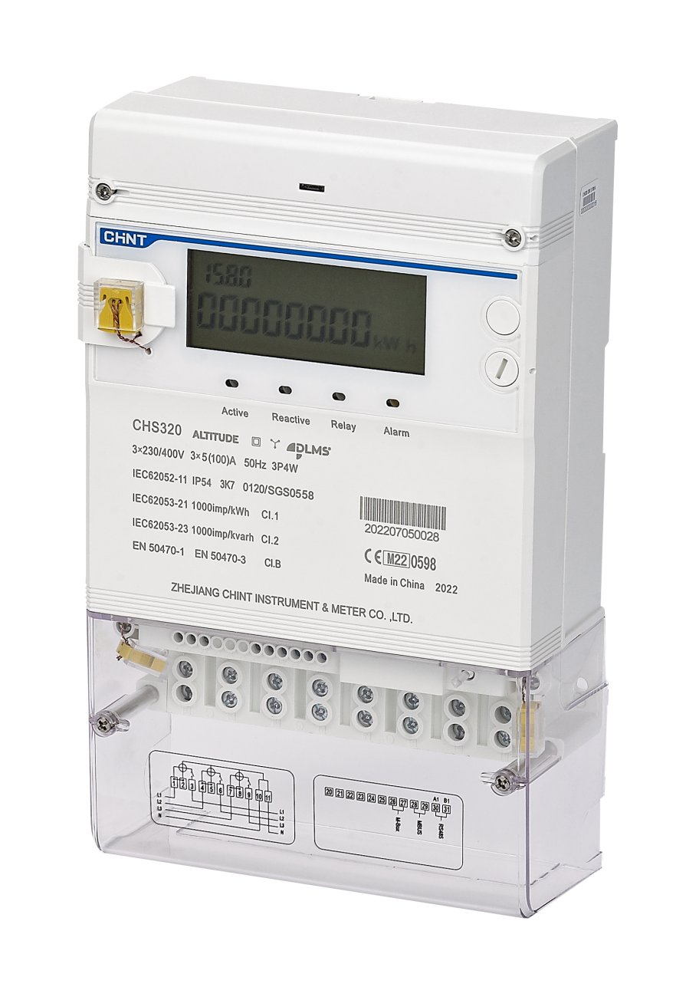 CHNT
15.8.0
00000000 kWh
Active Reactive Relay Alarm
CHS320 ALTITUDE DLMS
3×230/400V 3×5(100)A 50Hz 3P4W
IEC62052-11 IP54 3K7 0120/SGS0558
IEC62053-21 1000imp/kWh Cl.1
IEC62053-23 1000imp/kvarh Cl.2
EN 50470-1 EN 50470-3 Cl.B
202207050028
CE M22 0598
Made in China 2022
ZHEJIANG CHINT INSTRUMENT & METER CO. ,LTD.
1 2 3 4 5 6 7 8 9 10 11
L1
L2
L3
N
L1
L2
L3
N
A1 B1
20 21 22 23 24 25 26 27 28 29 30 31
M-Box MBUS RS485